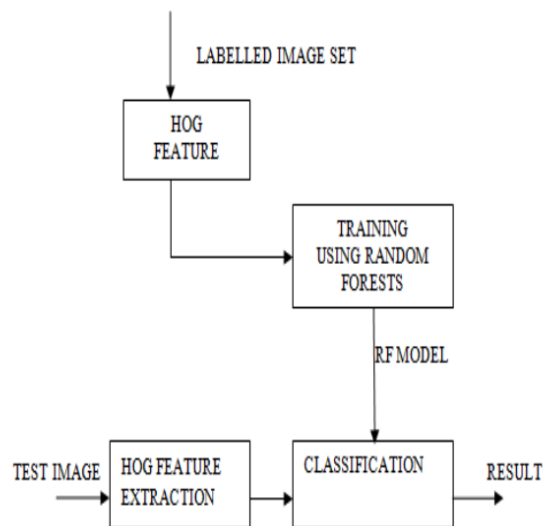 LABELLED IMAGE SET
HOG
FEATURE
TRAINING
USING RANDOM
FORESTS
RF MODEL
TEST IMAGE
HOG FEATURE
EXTRACTION
CLASSIFICATION
RESULT